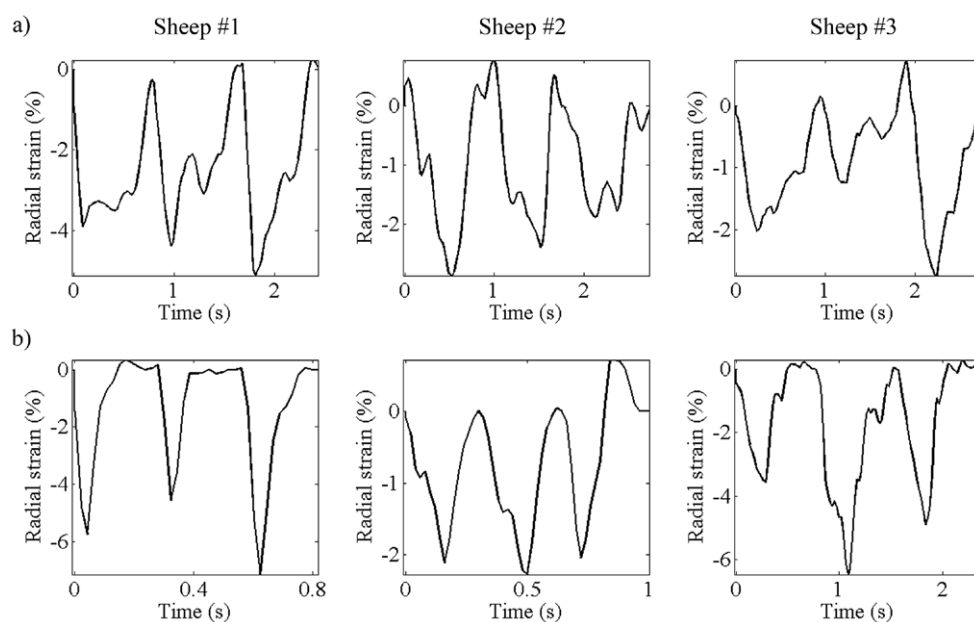 a) Sheep #1 Sheep #2 Sheep #3
Radial strain (%) 0 -2 -4
0 1 2
Time (s)
Radial strain (%) 0 -1 -2
0 1 2
Time (s)
Radial strain (%) 0 -1 -2
0 1 2
Time (s)
b)
Radial strain (%) 0 -2 -4 -6
0 0.4 0.8
Time (s)
Radial strain (%) 0 -1 -2
0 0.5 1
Time (s)
Radial strain (%) 0 -2 -4 -6
0 1 2
Time (s)